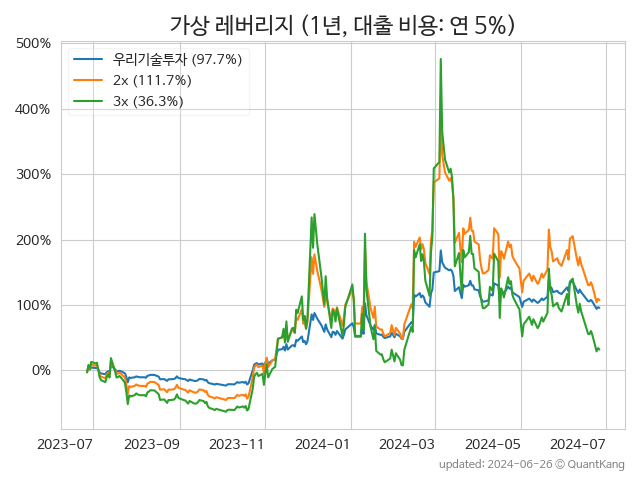 가상 레버리지 (1년, 대출 비용: 연 5%)
500%
400%
300%
200%
100%
0%
우리기술투자 (97.7%)
2x (111.7%)
3x (36.3%)
2023-07 2023-09 2023-11 2024-01 2024-03 2024-05 2024-07
updated: 2024-06-26 © QuantKang